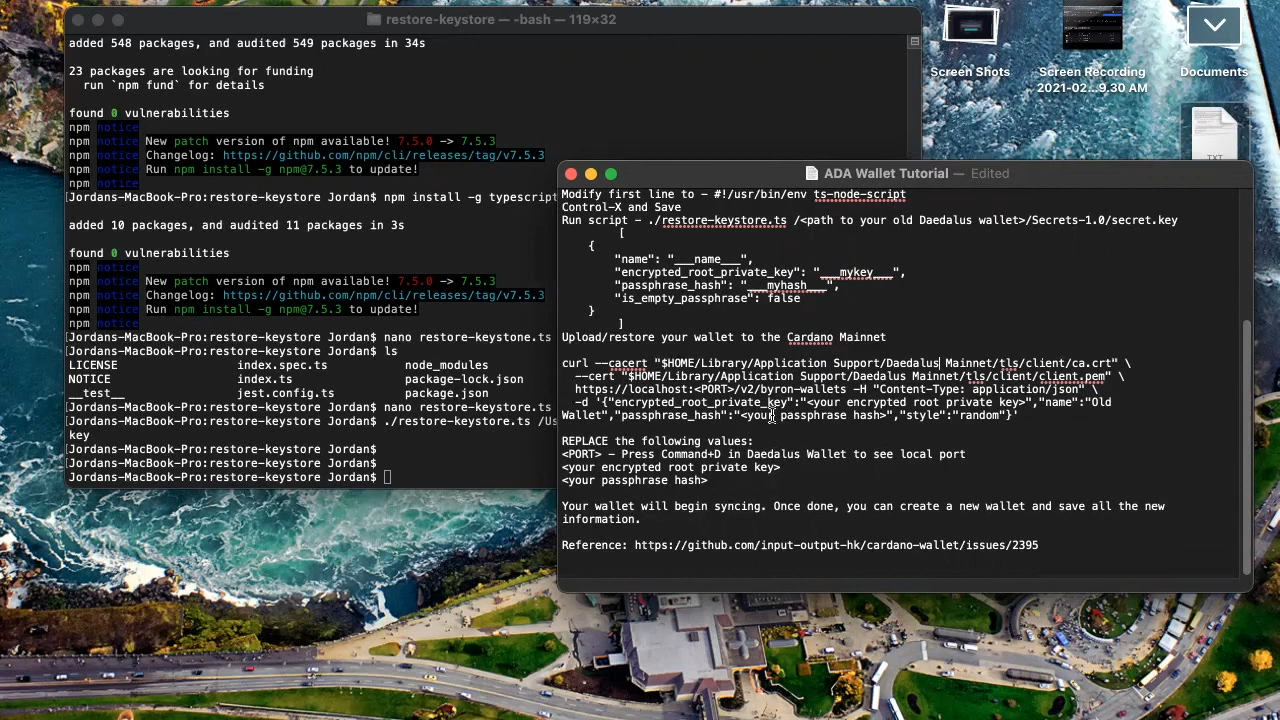 restore-keystore — -bash — 119×32
added 548 packages, and audited 549 packages in 34s
23 packages are looking for funding
run `npm fund` for details
found 0 vulnerabilities
npm notice
npm notice New patch version of npm available! 7.5.0 -> 7.5.3
npm notice Changelog: https://github.com/npm/cli/releases/tag/v7.5.3
npm notice Run npm install -g npm@7.5.3 to update!
npm notice
[Jordans-MacBook-Pro:restore-keystore Jordan$ npm install -g typescript
added 10 packages, and audited 11 packages in 3s
found 0 vulnerabilities
npm notice
npm notice New patch version of npm available! 7.5.0 -> 7.5.3
npm notice Changelog: https://github.com/npm/cli/releases/tag/v7.5.3
npm notice Run npm install -g npm@7.5.3 to update!
npm notice
[Jordans-MacBook-Pro:restore-keystore Jordan$ nano restore-keystone.ts
[Jordans-MacBook-Pro:restore-keystore Jordan$ ls
LICENSE index.spec.ts node_modules
NOTICE index.ts package-lock.json
__test__ jest.config.ts package.json
[Jordans-MacBook-Pro:restore-keystore Jordan$ nano restore-keystore.ts
[Jordans-MacBook-Pro:restore-keystore Jordan$ ./restore-keystore.ts /Us
key
[Jordans-MacBook-Pro:restore-keystore Jordan$
[Jordans-MacBook-Pro:restore-keystore Jordan$
Jordans-MacBook-Pro:restore-keystore Jordan$
Screen Shots
Screen Recording
2021-02...9.30 AM
Documents
TXT
ADA Wallet Tutorial — Edited
Modify first line to - #!/usr/bin/env ts-node-script
Control-X and Save
Run script - ./restore-keystore.ts /<path to your old Daedalus wallet>/Secrets-1.0/secret.key
[
{
"name": "___name___",
"encrypted_root_private_key": "___mykey___",
"passphrase_hash": "___myhash___",
"is_empty_passphrase": false
}
]
Upload/restore your wallet to the Cardano Mainnet
curl --cacert "$HOME/Library/Application Support/Daedalus Mainnet/tls/client/ca.crt" \
--cert "$HOME/Library/Application Support/Daedalus Mainnet/tls/client/client.pem" \
https://localhost:<PORT>/v2/byron-wallets -H "Content-Type: application/json" \
-d '{"encrypted_root_private_key":"<your encrypted root private key>","name":"Old
Wallet","passphrase_hash":"<your passphrase hash>","style":"random"}'
REPLACE the following values:
<PORT> - Press Command+D in Daedalus Wallet to see local port
<your encrypted root private key>
<your passphrase hash>
Your wallet will begin syncing. Once done, you can create a new wallet and save all the new
information.
Reference: https://github.com/input-output-hk/cardano-wallet/issues/2395